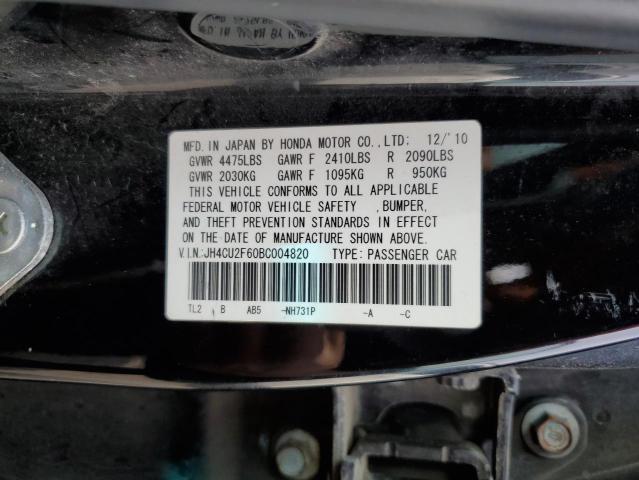 MFD. IN JAPAN BY HONDA MOTOR CO.,LTD: 12/'10
GVWR 4475LBS GAWR F 2410LBS R 2090LBS
GVWR 2030KG GAWR F 1095KG R 950KG
THIS VEHICLE CONFORMS TO ALL APPLICABLE
FEDERAL MOTOR VEHICLE SAFETY ,BUMPER,
AND THEFT PREVENTION STANDARDS IN EFFECT
ON THE DATE OF MANUFACTURE SHOWN ABOVE.
V.I.N:JH4CU2F60BC004820 TYPE: PASSENGER CAR
TL2 B AB5 -NH731P -A -C